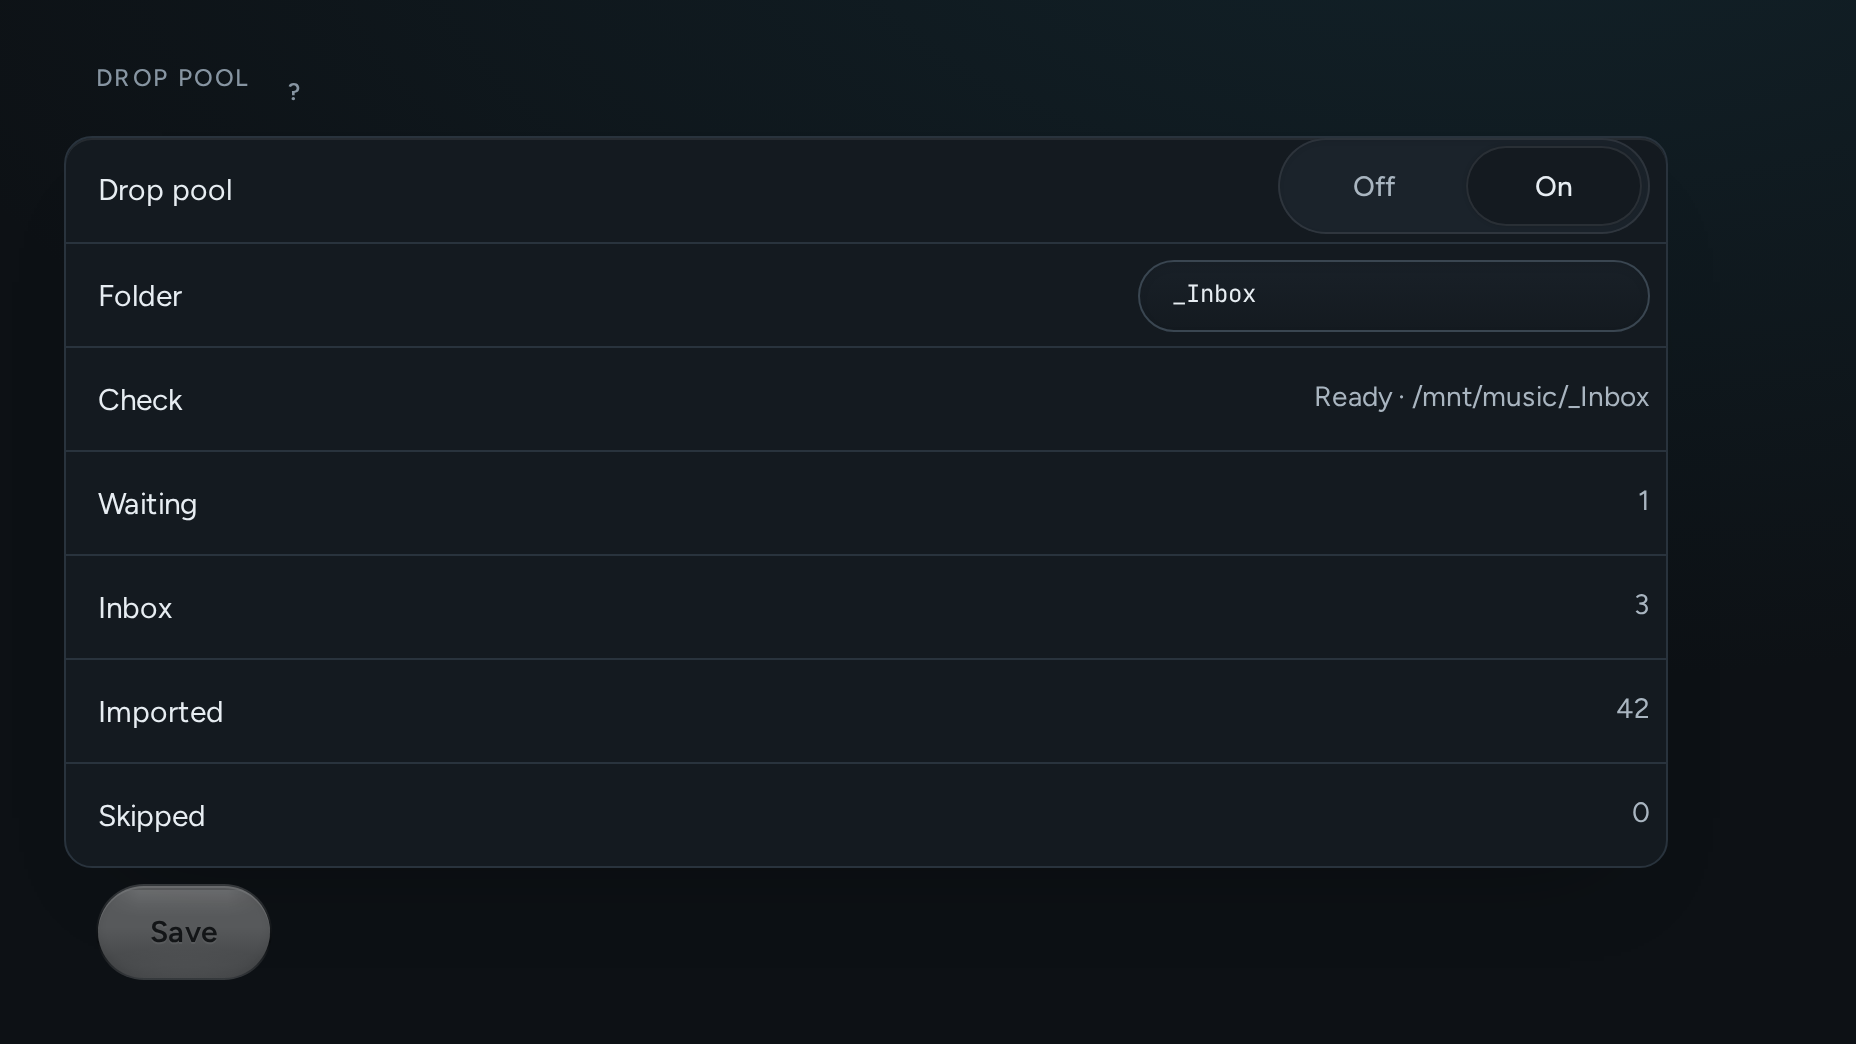 DROP POOL ?
Drop pool Off On
Folder _Inbox
Check Ready · /mnt/music/_Inbox
Waiting 1
Inbox 3
Imported 42
Skipped 0
Save